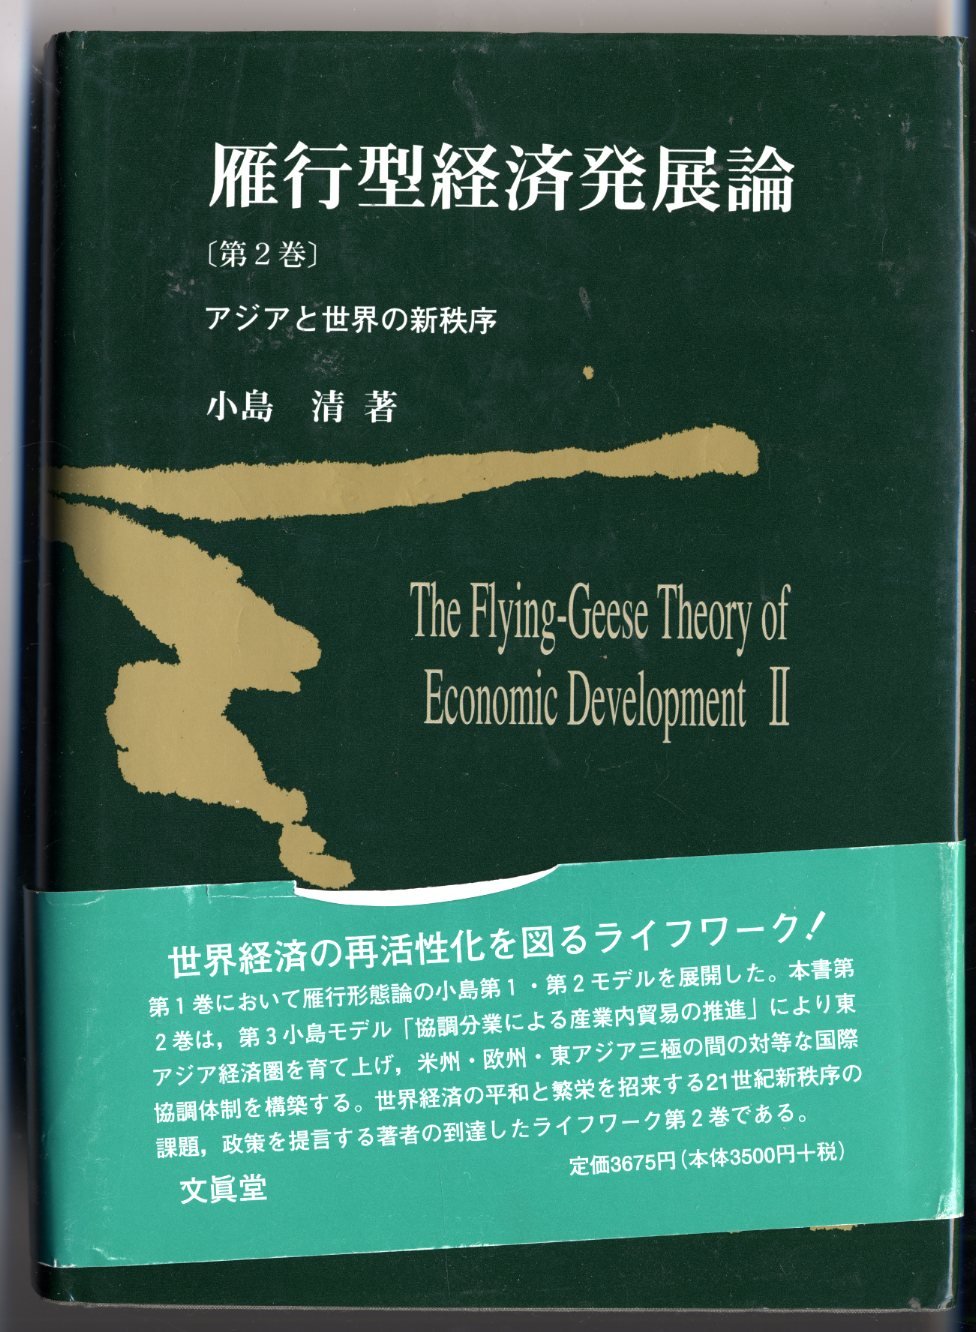 雁行型経済発展論
〔第2巻〕
アジアと世界の新秩序
小島 清 著
The Flying-Geese Theory of
Economic Development Ⅱ
世界経済の再活性化を図るライフワーク!
第1巻において雁行形態論の小島第1・第2モデルを展開した。本書第
2巻は，第3小島モデル「協調分業による産業内貿易の推進」により東
アジア経済圏を育て上げ，米州・欧州・東アジア三極の間の対等な国際
協調体制を構築する。世界経済の平和と繁栄を招来する21世紀新秩序の
課題，政策を提言する著者の到達したライフワーク第2巻である。
文眞堂
定価3675円（本体3500円＋税）